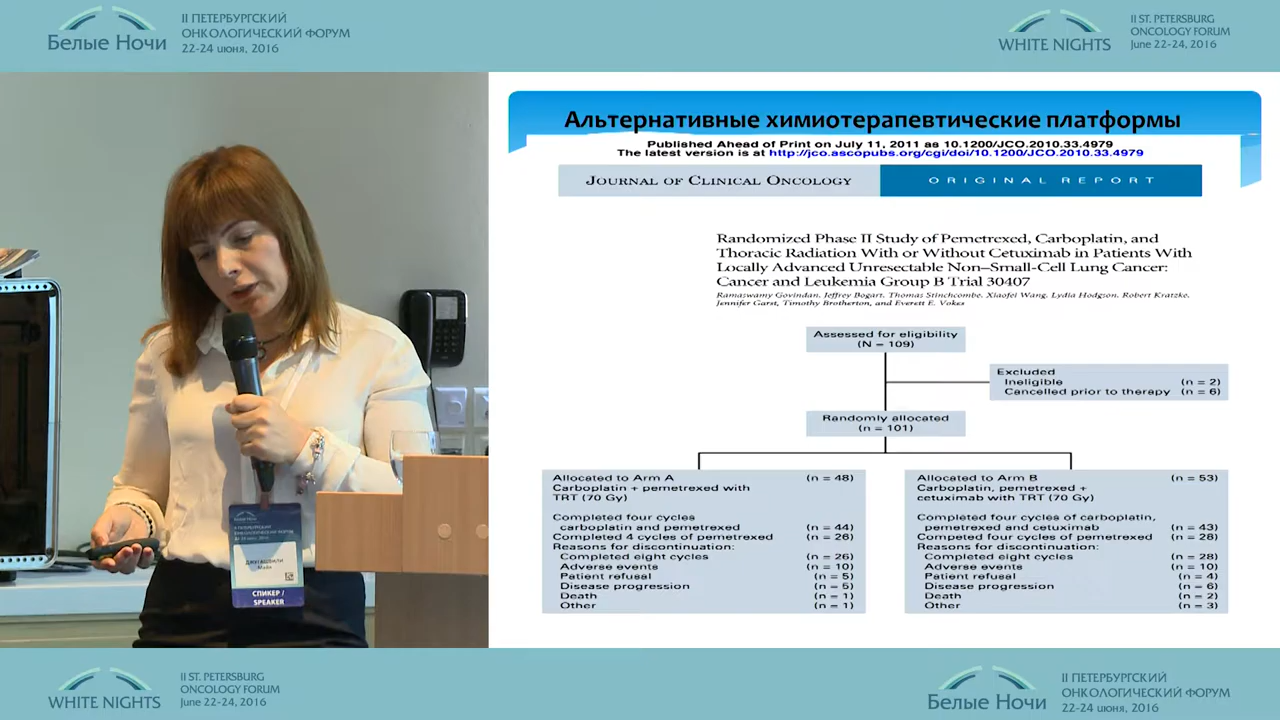 II ПЕТЕРБУРГСКИЙ
ОНКОЛОГИЧЕСКИЙ ФОРУМ
22-24 июня, 2016
Белые Ночи
WHITE NIGHTS
II ST. PETERSBURG
ONCOLOGY FORUM
June 22-24, 2016
Альтернативные химиотерапевтические платформы
Published Ahead of Print on July 11, 2011 as 10.1200/JCO.2010.33.4979
The latest version is at http://jco.ascopubs.org/cgi/doi/10.1200/JCO.2010.33.4979
JOURNAL OF CLINICAL ONCOLOGY
ORIGINAL REPORT
Randomized Phase II Study of Pemetrexed, Carboplatin, and
Thoracic Radiation With or Without Cetuximab in Patients With
Locally Advanced Unresectable Non–Small-Cell Lung Cancer:
Cancer and Leukemia Group B Trial 30407
Ramaswamy Govindan, Jeffrey Bogart, Thomas Stinchcombe, Xiaofei Wang, Lydia Hodgson, Robert Kratzke,
Jennifer Garst, Timothy Brotherton, and Everett E. Vokes
Assessed for eligibility
(N = 109)
Excluded
Ineligible (n = 2)
Cancelled prior to therapy (n = 6)
Randomly allocated
(n = 101)
Allocated to Arm A (n = 48)
Carboplatin + pemetrexed with
TRT (70 Gy)
Completed four cycles
carboplatin and pemetrexed (n = 44)
Completed 4 cycles of pemetrexed (n = 26)
Reasons for discontinuation:
Completed eight cycles (n = 26)
Adverse events (n = 10)
Patient refusal (n = 5)
Disease progression (n = 5)
Death (n = 1)
Other (n = 1)
Allocated to Arm B (n = 53)
Carboplatin, pemetrexed +
cetuximab with TRT (70 Gy)
Completed four cycles of carboplatin,
pemetrexed and cetuximab (n = 43)
Competed four cycles of pemetrexed (n = 28)
Reasons for discontinuation:
Completed eight cycles (n = 28)
Adverse events (n = 10)
Patient refusal (n = 4)
Disease progression (n = 6)
Death (n = 2)
Other (n = 3)
Белые Ночи
СПИКЕР /
SPEAKER
WHITE NIGHTS
II ST. PETERSBURG
ONCOLOGY FORUM
June 22-24, 2016
Белые Ночи
II ПЕТЕРБУРГСКИЙ
ОНКОЛОГИЧЕСКИЙ ФОРУМ
22-24 июня, 2016